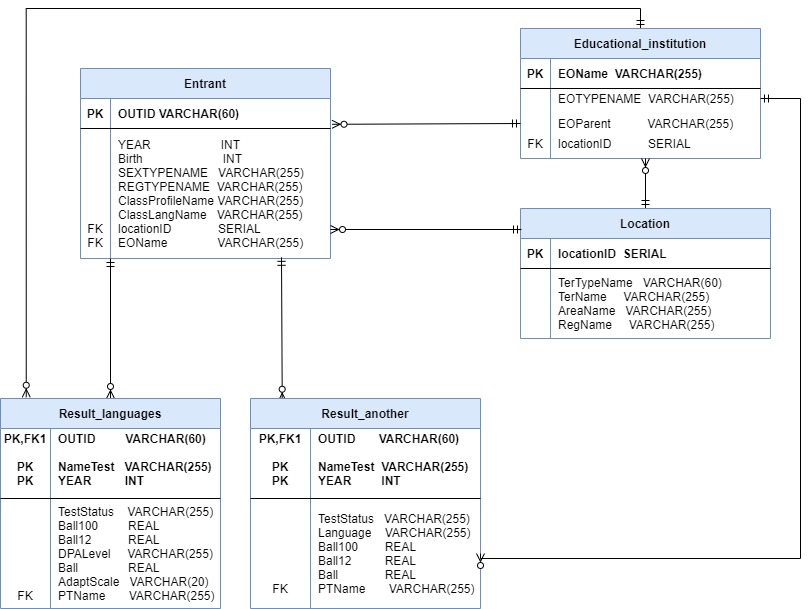 Educational_institution
PK EOName VARCHAR(255)
EOTYPENAME VARCHAR(255)
EOParent VARCHAR(255)
FK locationID SERIAL
Entrant
PK OUTID VARCHAR(60)
YEAR INT
Birth INT
SEXTYPENAME VARCHAR(255)
REGTYPENAME VARCHAR(255)
ClassProfileName VARCHAR(255)
ClassLangName VARCHAR(255)
FK locationID SERIAL
FK EOName VARCHAR(255)
Location
PK locationID SERIAL
TerTypeName VARCHAR(60)
TerName VARCHAR(255)
AreaName VARCHAR(255)
RegName VARCHAR(255)
Result_languages
PK,FK1 OUTID VARCHAR(60)
PK NameTest VARCHAR(255)
PK YEAR INT
TestStatus VARCHAR(255)
Ball100 REAL
Ball12 REAL
DPALevel VARCHAR(255)
Ball REAL
AdaptScale VARCHAR(20)
FK PTName VARCHAR(255)
Result_another
PK,FK1 OUTID VARCHAR(60)
PK NameTest VARCHAR(255)
PK YEAR INT
TestStatus VARCHAR(255)
Language VARCHAR(255)
Ball100 REAL
Ball12 REAL
Ball REAL
FK PTName VARCHAR(255)